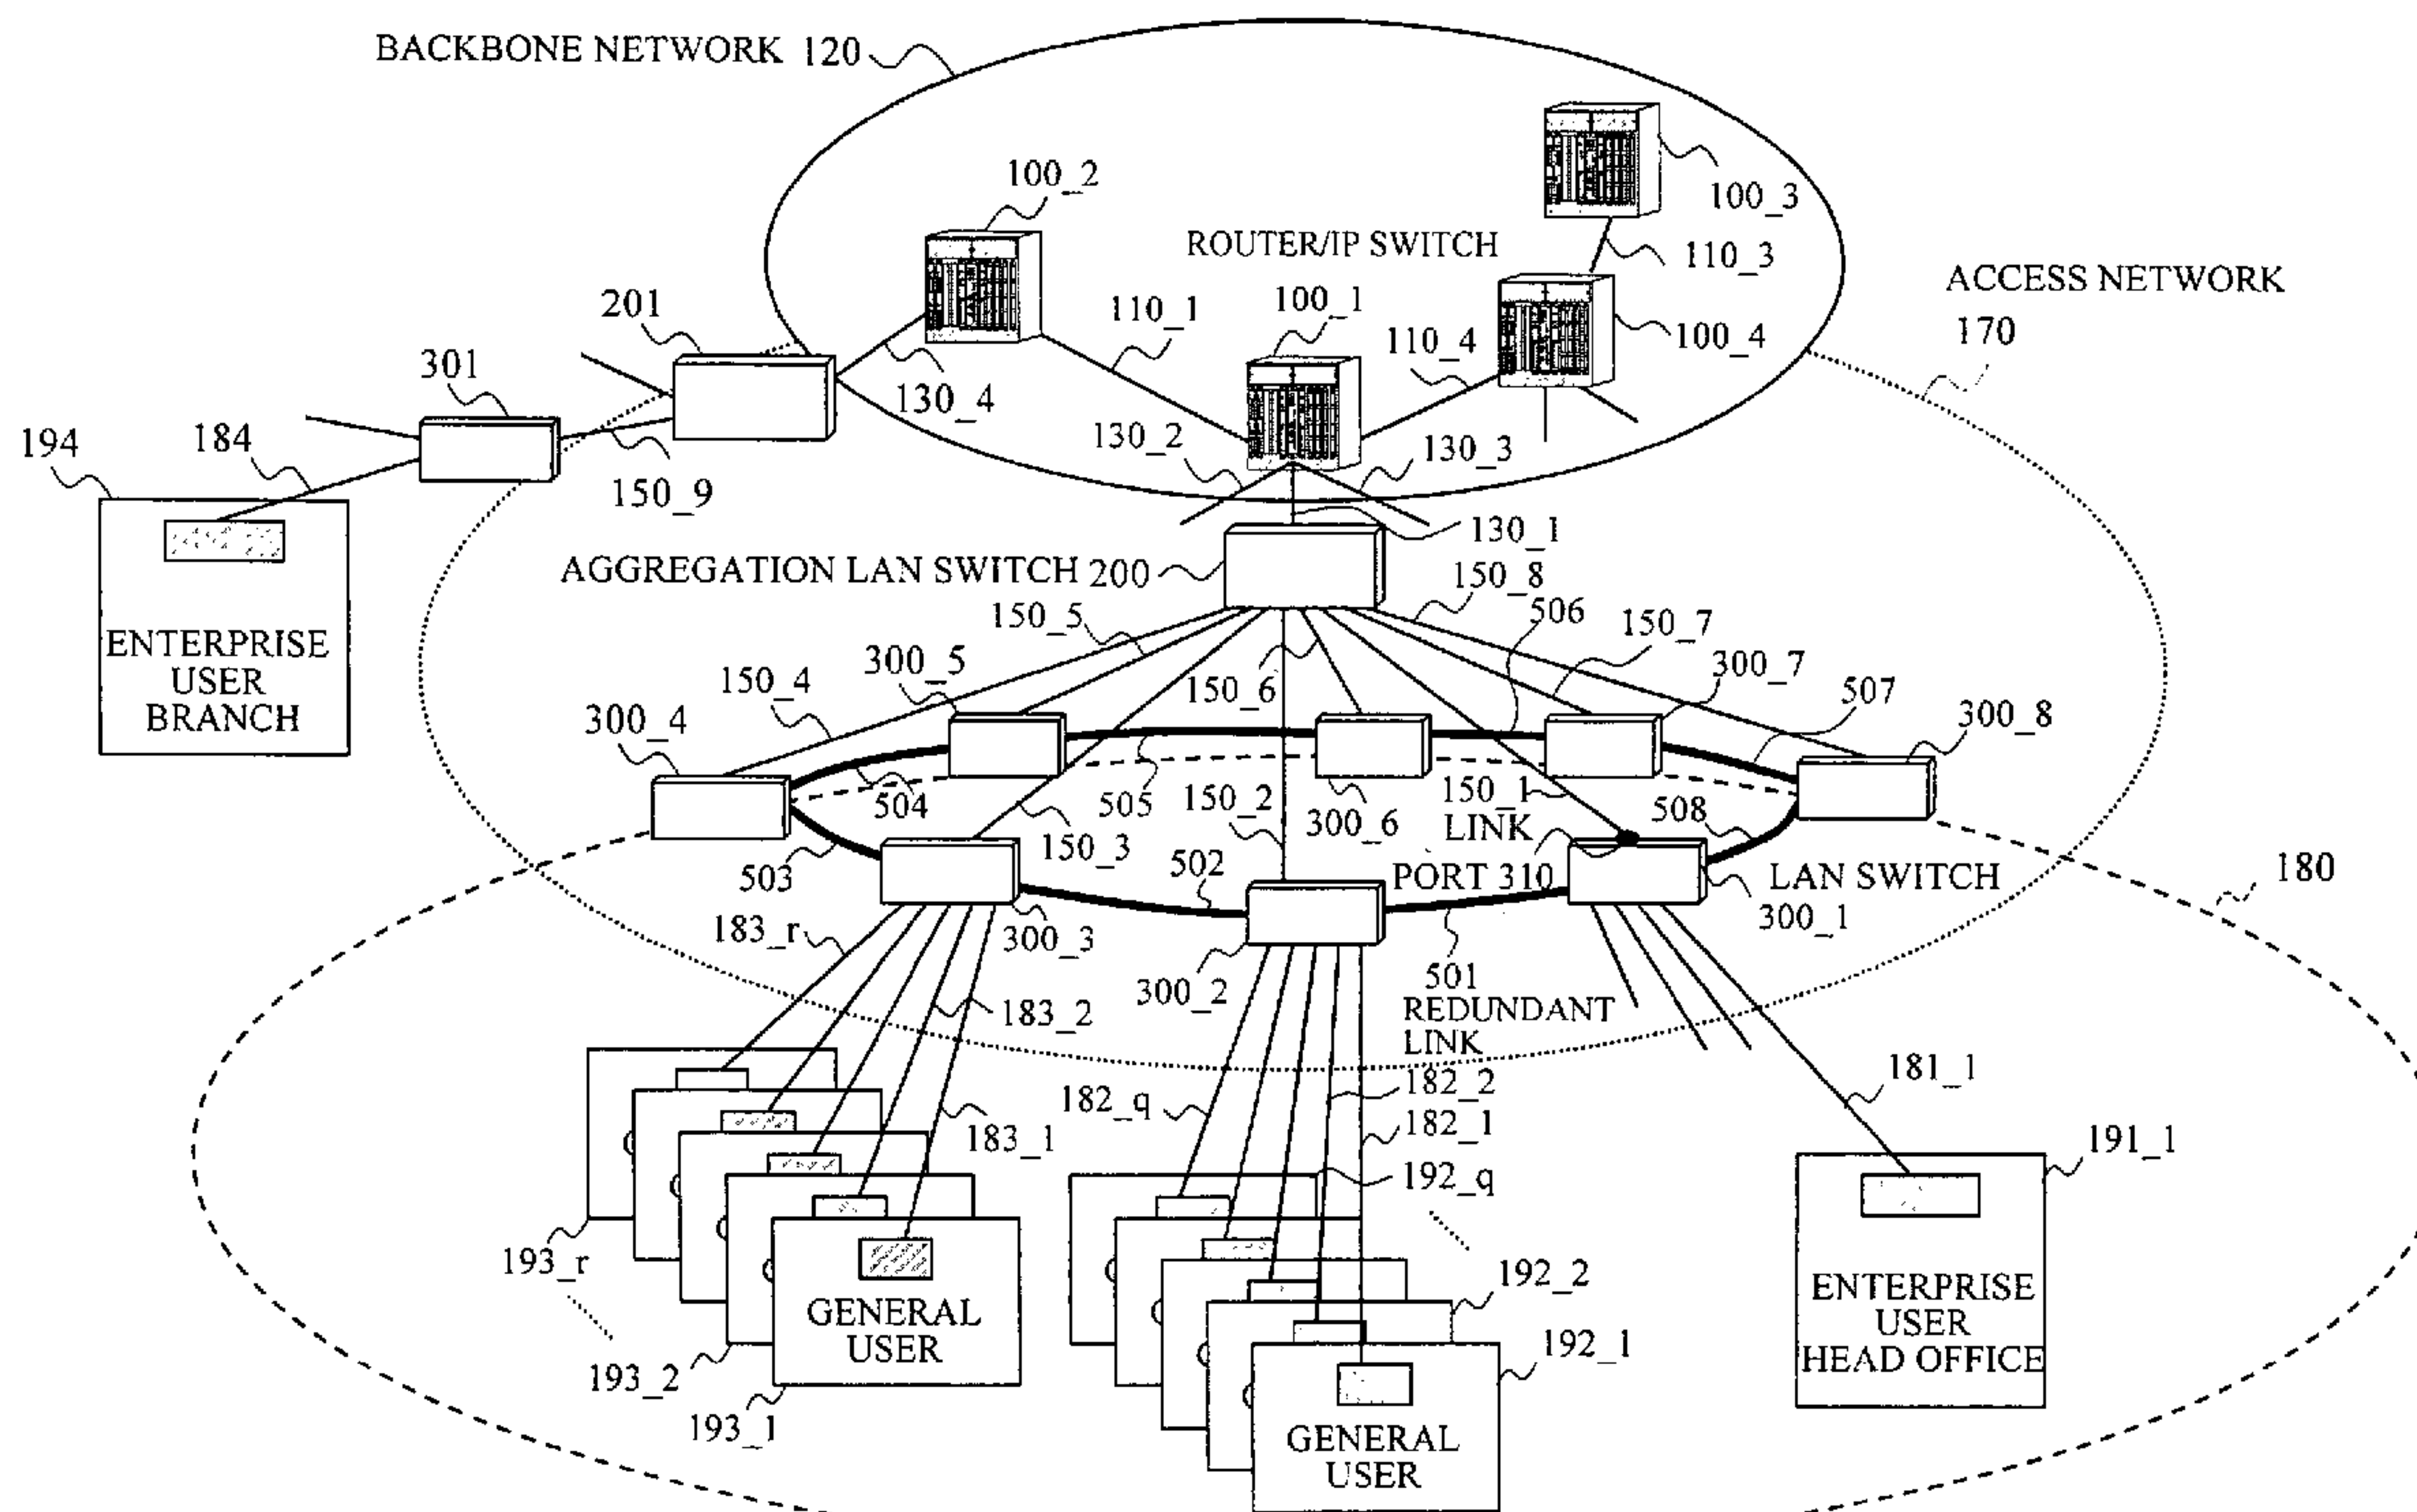 BACKBONE NETWORK 120
100_2
100_3
ROUTER/IP SWITCH
110_3
ACCESS NETWORK
170
201
110_1
100_1
100_4
110_4
301
130_4
194
184
130_2
130_3
150_9
130_1
AGGREGATION LAN SWITCH 200
150_8
150_5
506
150_7
ENTERPRISE
USER
BRANCH
300_5
150_4
150_6
300_7
507
300_4
300_8
504
505
150_2
300_6
150_1
LINK
508
150_3
503
502
PORT 310
LAN SWITCH
180
300_1
183_r
300_3
300_2
501
REDUNDANT
LINK
183_2
182_q
182_2
181_1
183_1
182_1
191_1
192_q
193_r
192_2
GENERAL
USER
ENTERPRISE
USER
HEAD OFFICE
193_2
192_1
193_1
GENERAL
USER